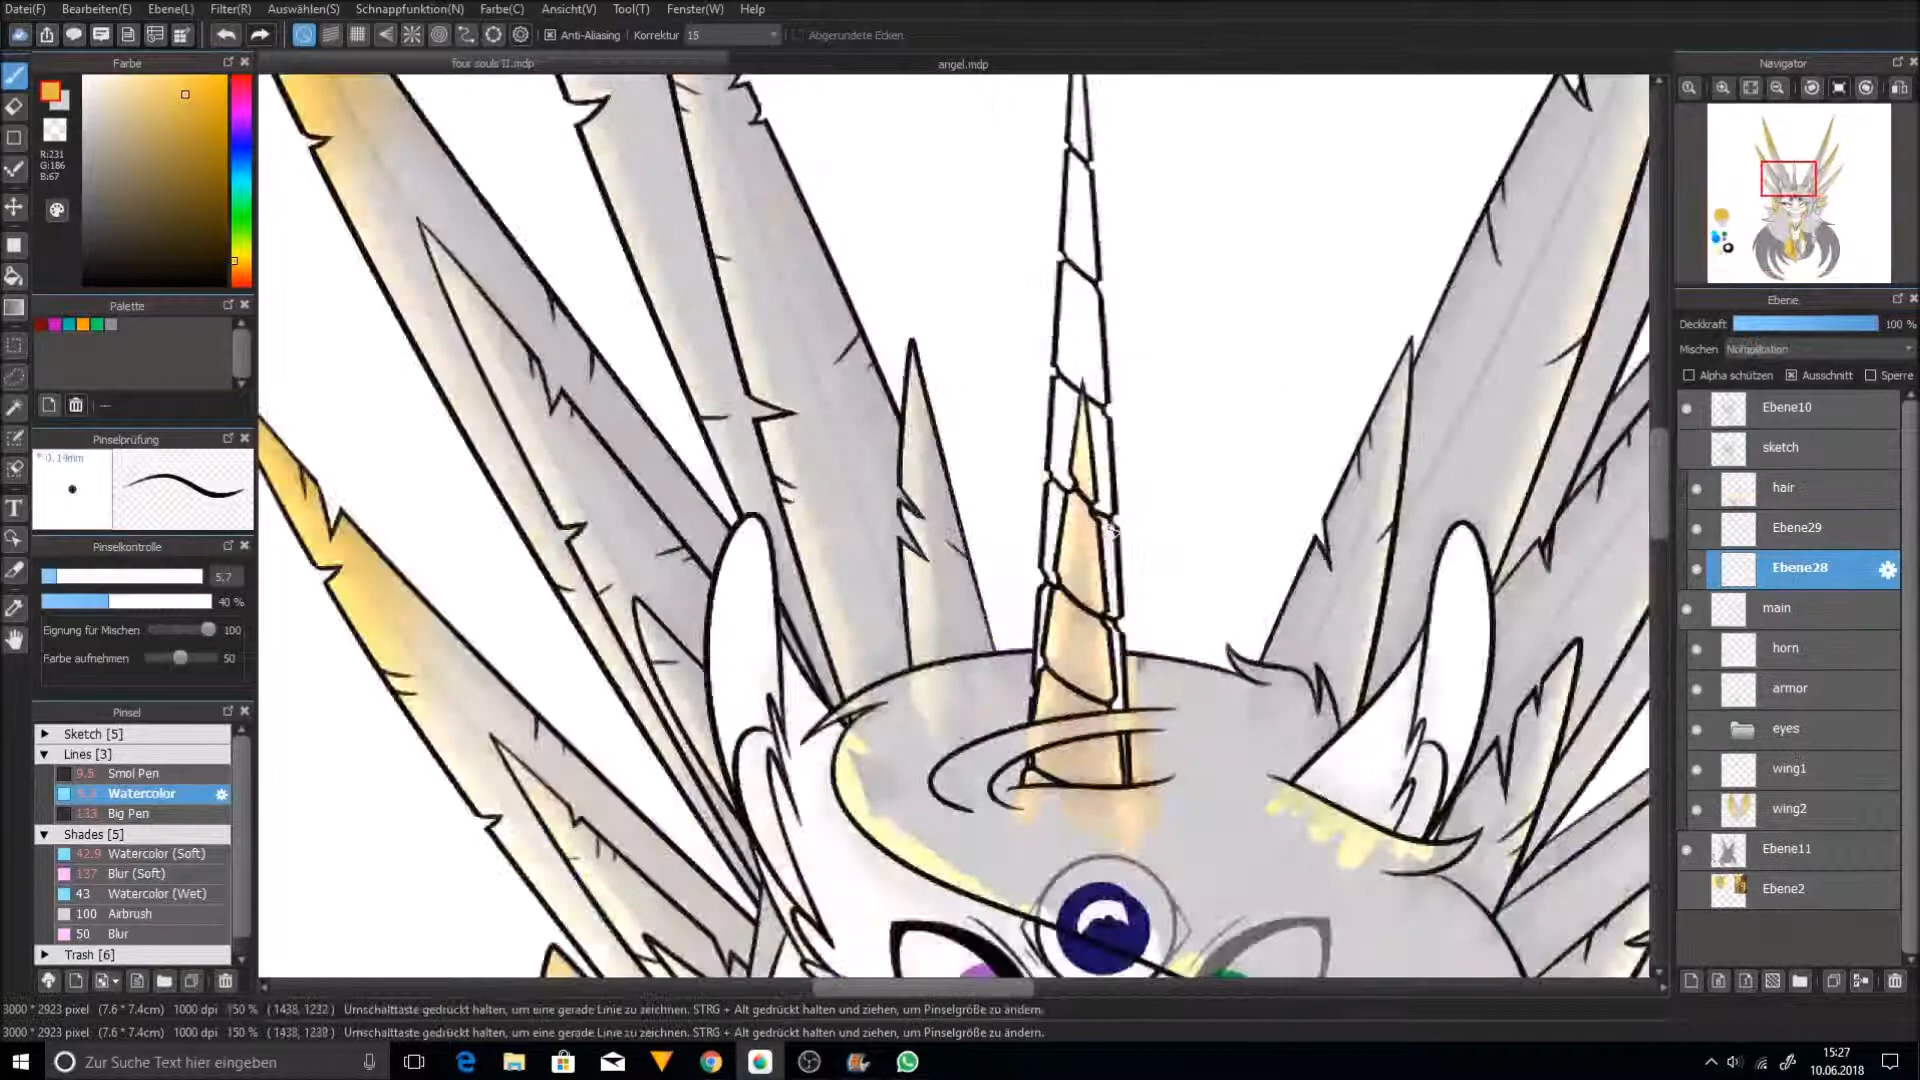 Datei(F) Bearbeiten(E) Ebene(L) Filter(R) Auswählen(S) Schnappfunktion(N) Farbe(C) Ansicht(V) Tool(T) Fenster(W) Help
Anti-Aliasing Korrektur 15 Abgerundete Ecken
Farbe
four souls II.mdp
angel.mdp
Navigator
R:231
G:186
B:67
Palette
Pinselprüfung
0.14mm
Pinselkontrolle
5.7
40 %
Eignung für Mischen 100
Farbe aufnehmen 50
Pinsel
Sketch [5]
Lines [3]
9.5 Smol Pen
Watercolor
133 Big Pen
Shades [5]
42.9 Watercolor (Soft)
137 Blur (Soft)
43 Watercolor (Wet)
100 Airbrush
50 Blur
Trash [6]
Ebene
Deckkraft 100 %
Mischen
Alpha schützen Ausschnitt Sperre
Ebene10
sketch
hair
Ebene29
Ebene28
main
horn
armor
eyes
wing1
wing2
Ebene11
Ebene2
3000 * 2923 pixel (7.6 * 7.4cm) 1000 dpi 150 % ( 1438, 1232 ) Umschalttaste gedrückt halten, um eine gerade Linie zu zeichnen. STRG + Alt gedrückt halten und ziehen, um Pinselgröße zu ändern.
3000 * 2923 pixel (7.6 * 7.4cm) 1000 dpi 150 % ( 1438, 1232 ) Umschalttaste gedrückt halten, um eine gerade Linie zu zeichnen. STRG + Alt gedrückt halten und ziehen, um Pinselgröße zu ändern.
Zur Suche Text hier eingeben
15:27
10.06.2018